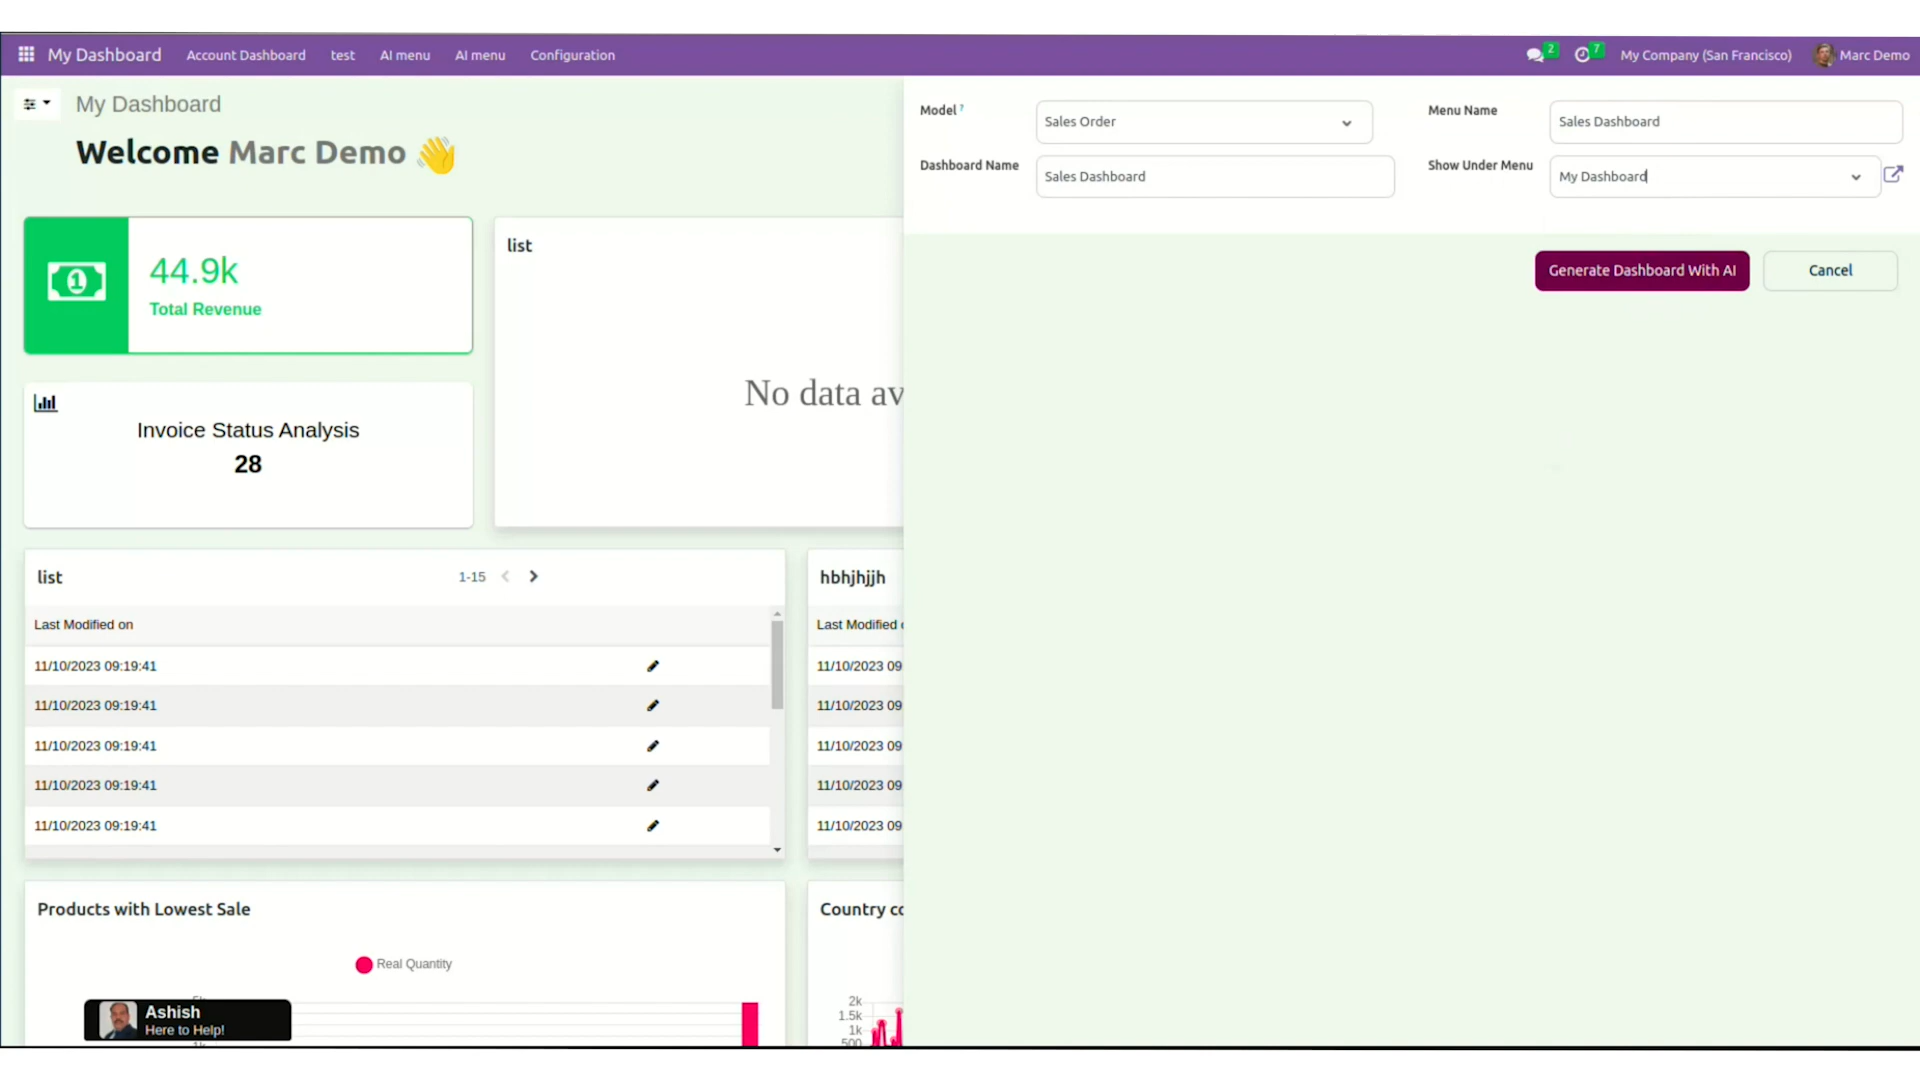 My Dashboard Account Dashboard test AI menu AI menu Configuration 2 7 My Company (San Francisco) Marc Demo
My Dashboard
Welcome Marc Demo 👋
Model ? Sales Order Menu Name Sales Dashboard
Dashboard Name Sales Dashboard Show Under Menu My Dashboard
Generate Dashboard With AI Cancel
44.9k
Total Revenue
list
No data av
Invoice Status Analysis
28
list 1-15
Last Modified on
11/10/2023 09:19:41
11/10/2023 09:19:41
11/10/2023 09:19:41
11/10/2023 09:19:41
11/10/2023 09:19:41
hbhjhjjh
Last Modified
11/10/2023 09
11/10/2023 09
11/10/2023 09
11/10/2023 09
11/10/2023 09
Products with Lowest Sale
Real Quantity
Ashish
Here to Help!
Country co
2k
1.5k
1k
500